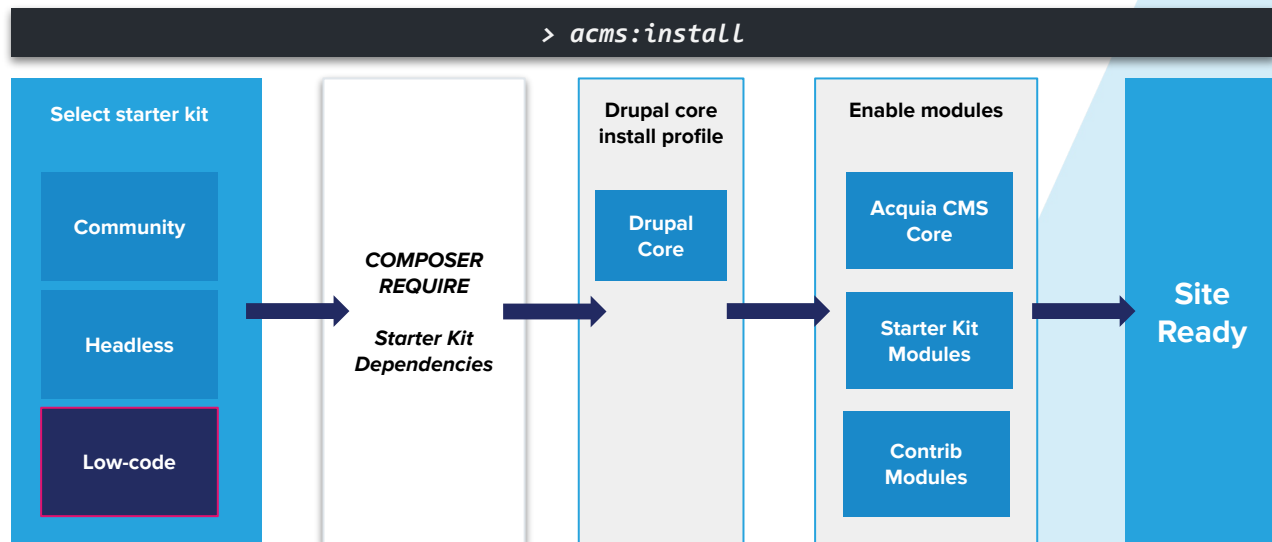 > acms:install
Select starter kit
Community
Headless
Low-code
COMPOSER
REQUIRE
Starter Kit
Dependencies
Drupal core
install profile
Drupal
Core
Enable modules
Acquia CMS
Core
Starter Kit
Modules
Contrib
Modules
Site
Ready